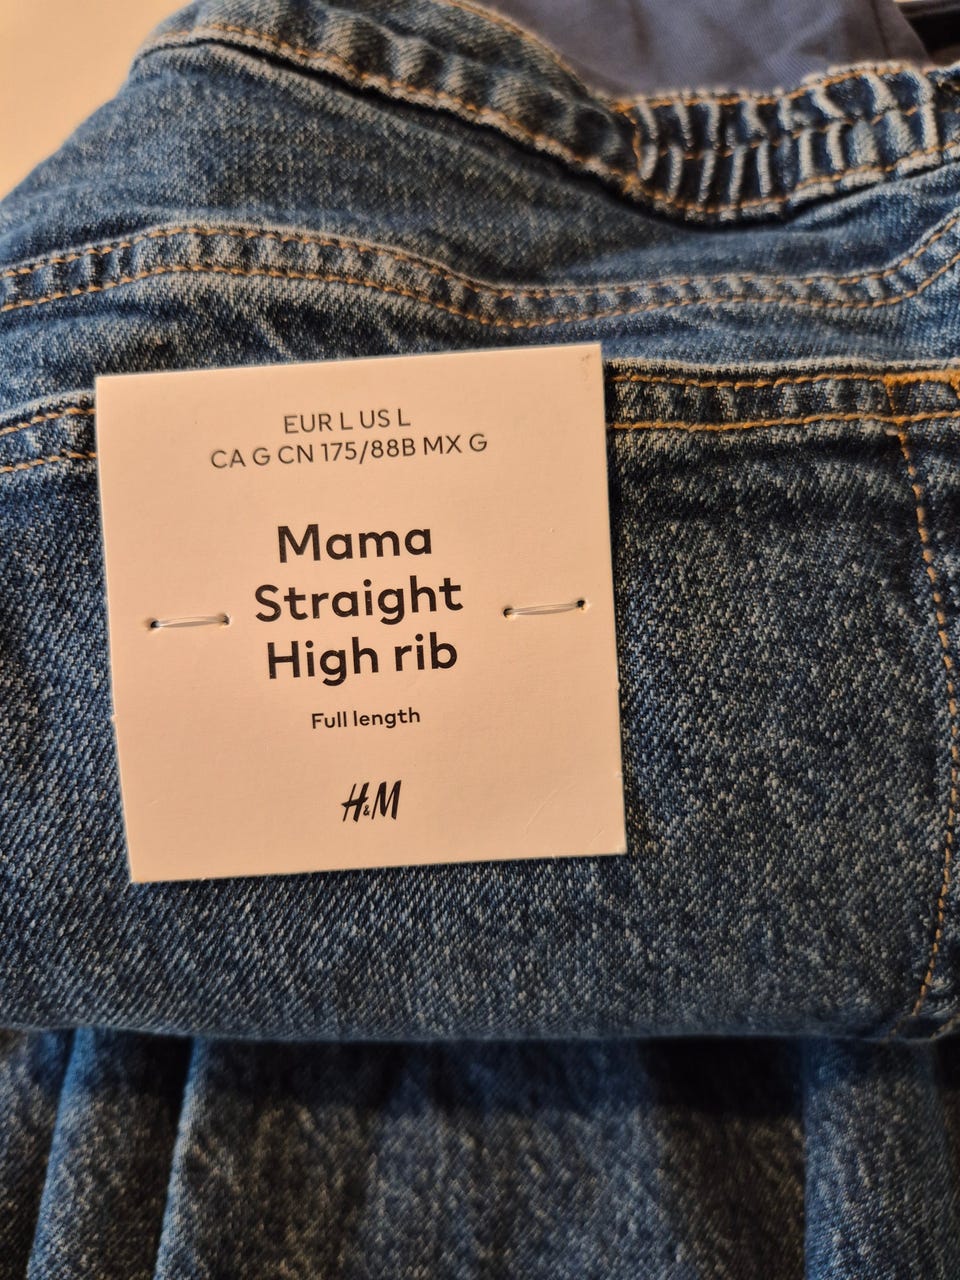 EUR L US L
CA G CN 175/88B MX G
Mama
Straight
High rib
Full length
H&M